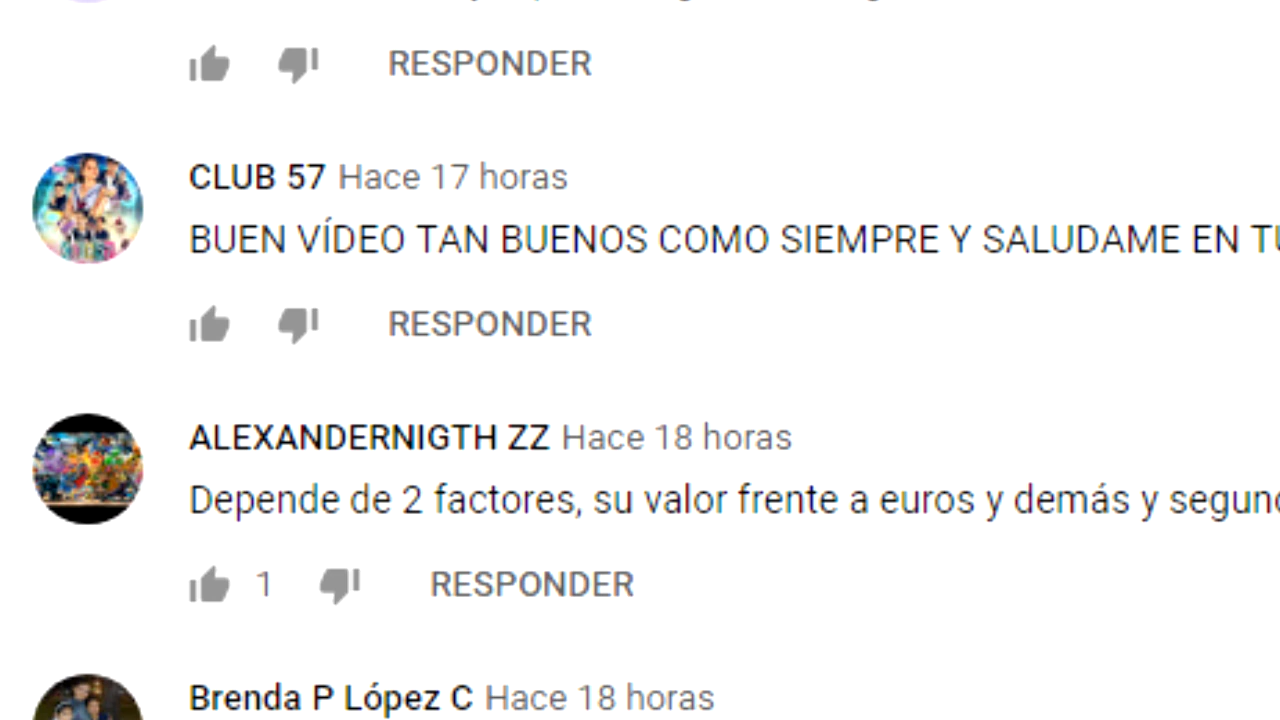 RESPONDER
CLUB 57 Hace 17 horas
BUEN VÍDEO TAN BUENOS COMO SIEMPRE Y SALUDAME EN
RESPONDER
ALEXANDERNIGTH ZZ Hace 18 horas
Depende de 2 factores, su valor frente a euros y demás y
1 RESPONDER
Brenda P López C Hace 18 horas